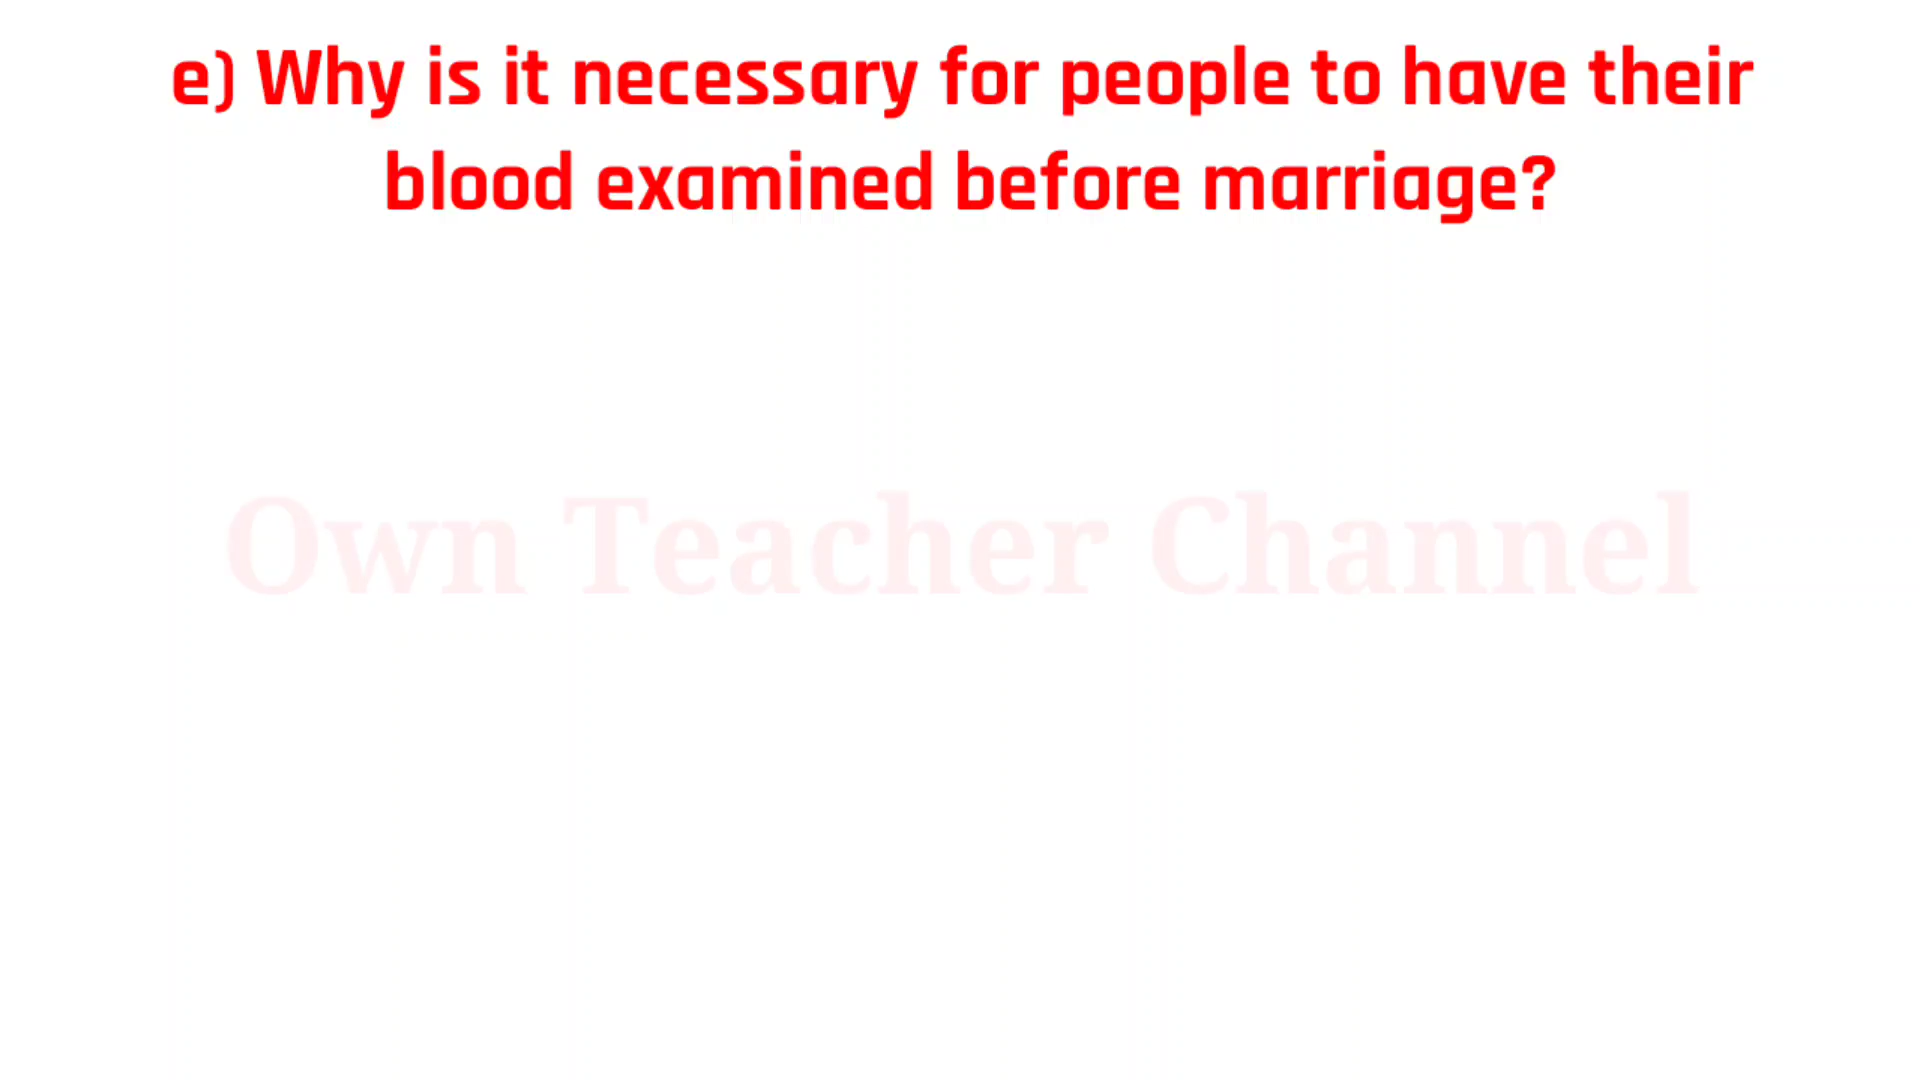 e) Why is it necessary for people to have their
blood examined before marriage?
Own Teacher Channel